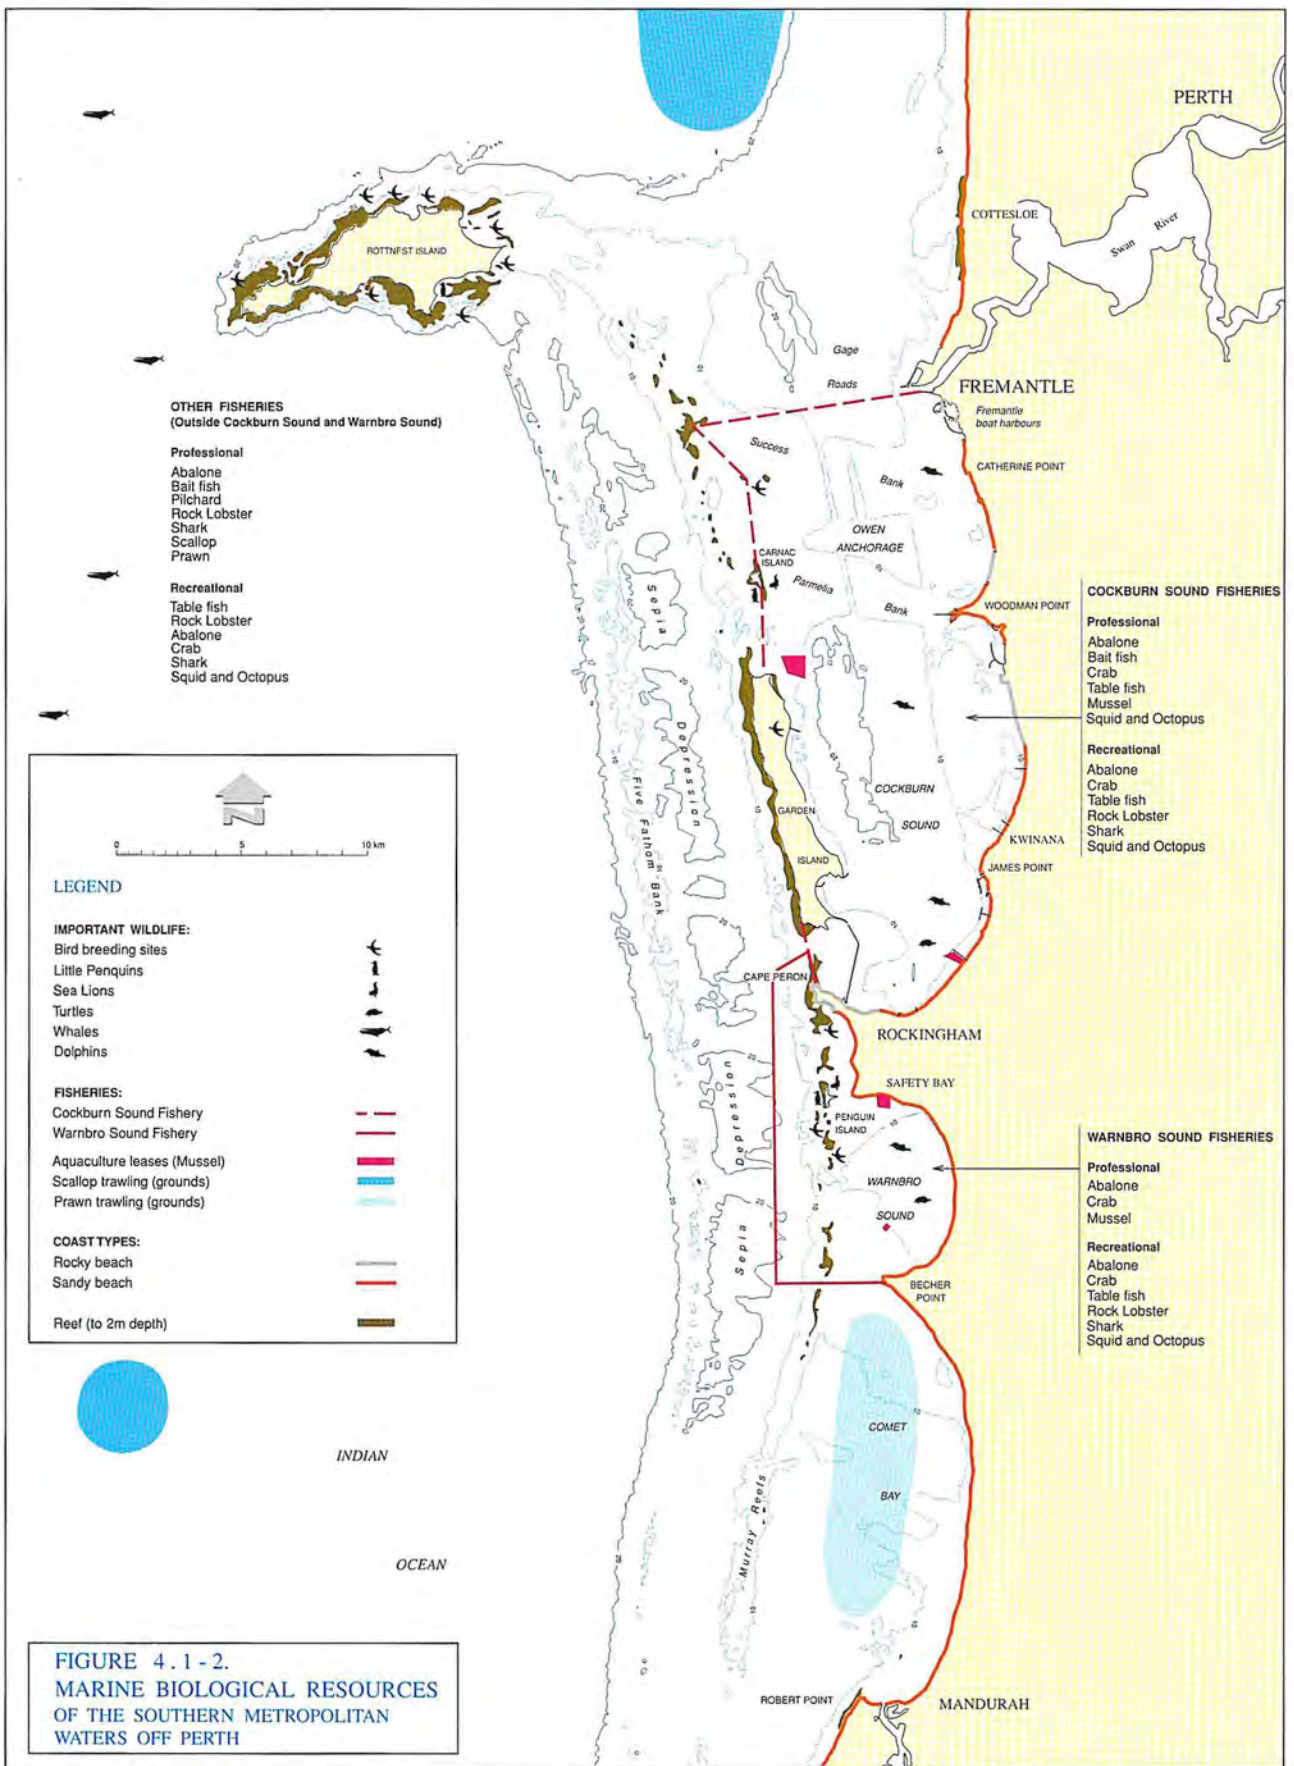 PERTH
COTTESLOE
Swan River
ROTTNEST ISLAND
Gage
Roads
FREMANTLE
Fremantle
boat harbours
OTHER FISHERIES
(Outside Cockburn Sound and Warnbro Sound)
Professional
Abalone
Bait fish
Pilchard
Rock Lobster
Shark
Scallop
Prawn
Recreational
Table fish
Rock Lobster
Abalone
Crab
Shark
Squid and Octopus
Success
Bank
CATHERINE POINT
OWEN
ANCHORAGE
CARNAC
ISLAND
Parmelia
Bank
WOODMAN POINT
COCKBURN SOUND FISHERIES
Professional
Abalone
Bait fish
Crab
Table fish
Mussel
Squid and Octopus
Recreational
Abalone
Crab
Table fish
Rock Lobster
Shark
Squid and Octopus
Sepia
Depression
Five Fathom Bank
GARDEN
ISLAND
COCKBURN
SOUND
KWINANA
JAMES POINT
CAPE PERON
ROCKINGHAM
SAFETY BAY
PENGUIN
ISLAND
WARNBRO
SOUND
Depression
Sepia
BECHER
POINT
WARNBRO SOUND FISHERIES
Professional
Abalone
Crab
Mussel
Recreational
Abalone
Crab
Table fish
Rock Lobster
Shark
Squid and Octopus
N
0 5 10 km
LEGEND
IMPORTANT WILDLIFE:
Bird breeding sites
Little Penquins
Sea Lions
Turtles
Whales
Dolphins
FISHERIES:
Cockburn Sound Fishery
Warnbro Sound Fishery
Aquaculture leases (Mussel)
Scallop trawling (grounds)
Prawn trawling (grounds)
COAST TYPES:
Rocky beach
Sandy beach
Reef (to 2m depth)
COMET
BAY
Murray Reefs
INDIAN
OCEAN
ROBERT POINT
MANDURAH
FIGURE 4.1-2.
MARINE BIOLOGICAL RESOURCES
OF THE SOUTHERN METROPOLITAN
WATERS OFF PERTH